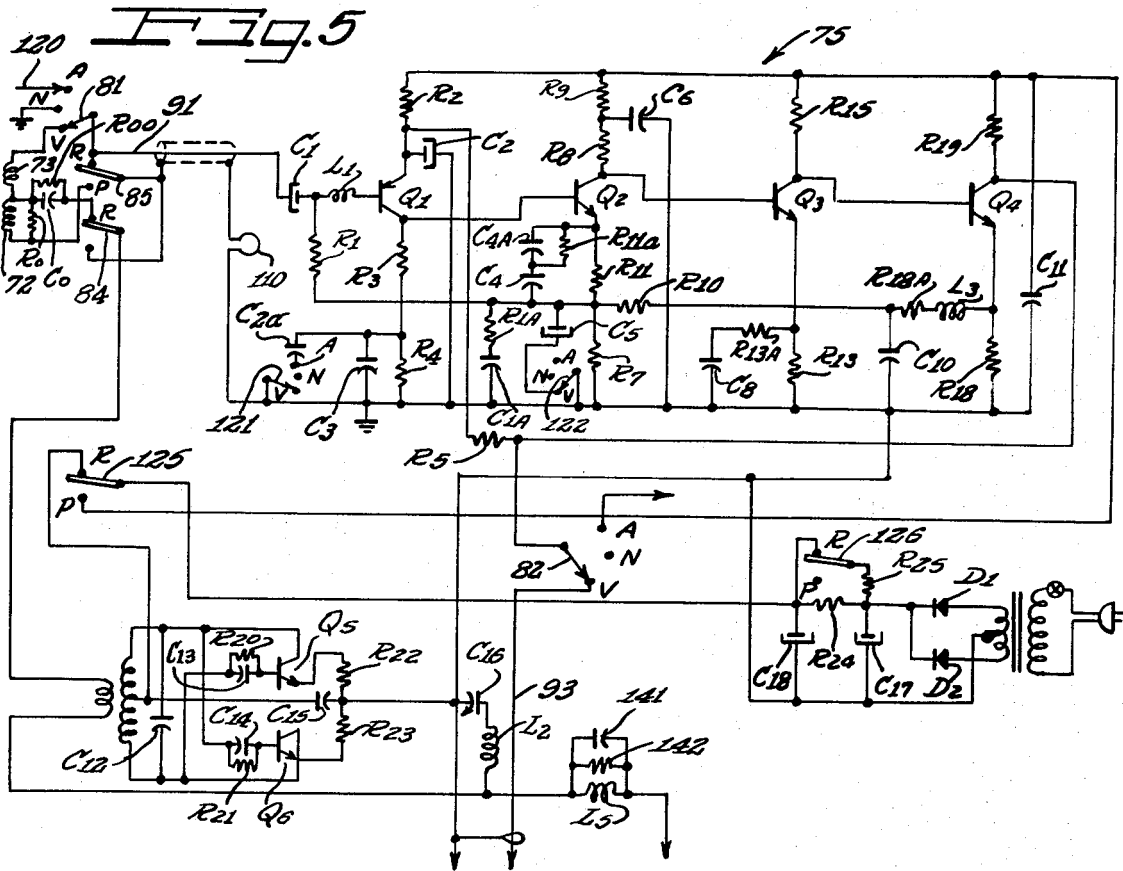 Fig. 5
120
A
81
N
91
R00
V
73
R
P
85
R
R0
C0
72
84
110
C1
L1
R1
R2
C2
Q1
R3
75
R9
C6
R8
Q2
C4A
R11a
C4
R11
R10
R15
Q3
R19
Q4
R18A
L3
C11
C2a
A
N
V
121
C3
R4
R1A
C1A
C5
A
N
V
122
R7
R13A
C8
R13
C10
R18
R5
R
125
P
A
N
82
V
R
126
P
R25
D1
C18
R24
C17
D2
C13
R20
Q5
R22
C16
93
C15
C14
R23
L2
141
142
C12
R21
Q6
L5